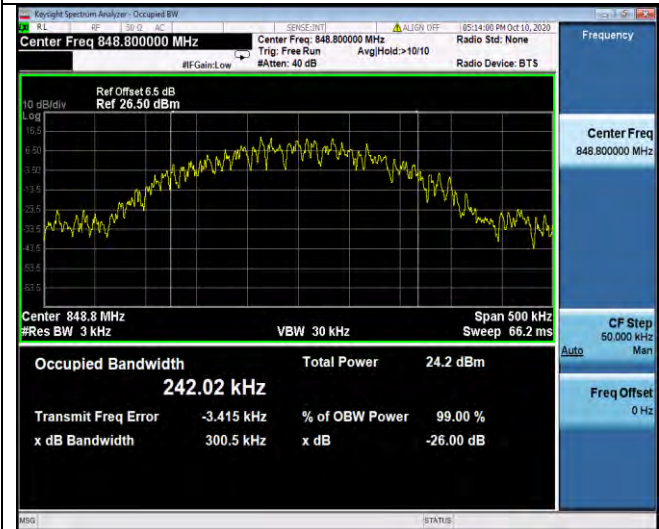 Keysight Spectrum Analyzer - Occupied BW
RL RF 50 Ω AC SENSE:INT ALIGN OFF 05:14:00 PM Oct 10, 2020
Center Freq 848.800000 MHz
Center Freq: 848.800000 MHz
Radio Std: None
Trig: Free Run Avg|Hold:>10/10
#IFGain:Low
#Atten: 40 dB
Radio Device: BTS
Frequency
Ref Offset 6.5 dB
10 dB/div Ref 26.50 dBm
Log
16.5
6.50
-13.5
-23.5
-33.5
-43.5
-53.5
-63.5
Center 848.8 MHz Span 500 kHz
#Res BW 3 kHz VBW 30 kHz Sweep 66.2 ms
Occupied Bandwidth Total Power 24.2 dBm
242.02 kHz
Transmit Freq Error -3.415 kHz % of OBW Power 99.00 %
x dB Bandwidth 300.5 kHz x dB -26.00 dB
Center Freq
848.800000 MHz
CF Step
50.000 kHz
Auto Man
Freq Offset
0 Hz
MSG STATUS